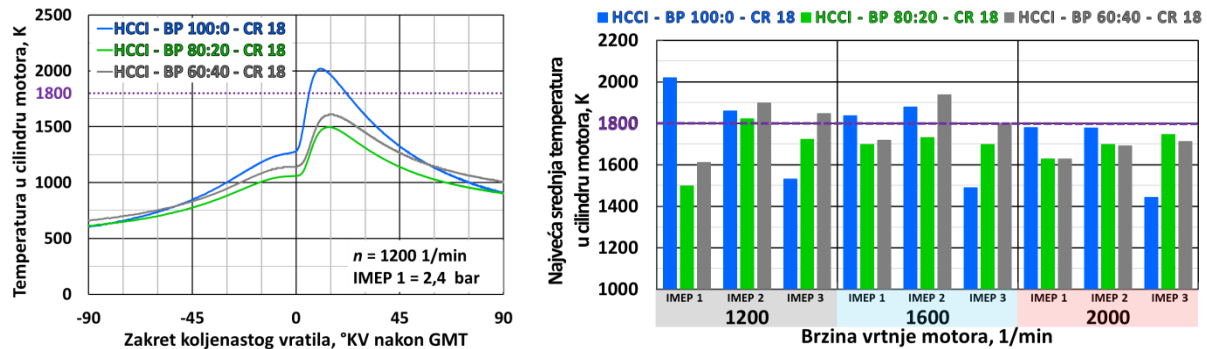 HCCI - BP 100:0 - CR 18
HCCI - BP 80:20 - CR 18
HCCI - BP 60:40 - CR 18
Temperatura u cilindru motora, K
2500
2000
1800
1500
1000
500
0
n = 1200 1/min
IMEP 1 = 2,4 bar
-90
-45
0
45
90
Zakret koljenastog vratila, °KV nakon GMT
HCCI - BP 100:0 - CR 18 HCCI - BP 80:20 - CR 18 HCCI - BP 60:40 - CR 18
Najveća srednja temperatura
u cilindru motora, K
2200
2000
1800
1600
1400
1200
1000
IMEP 1 IMEP 2 IMEP 3 IMEP 1 IMEP 2 IMEP 3 IMEP 1 IMEP 2 IMEP 3
1200 1600 2000
Brzina vrtnje motora, 1/min